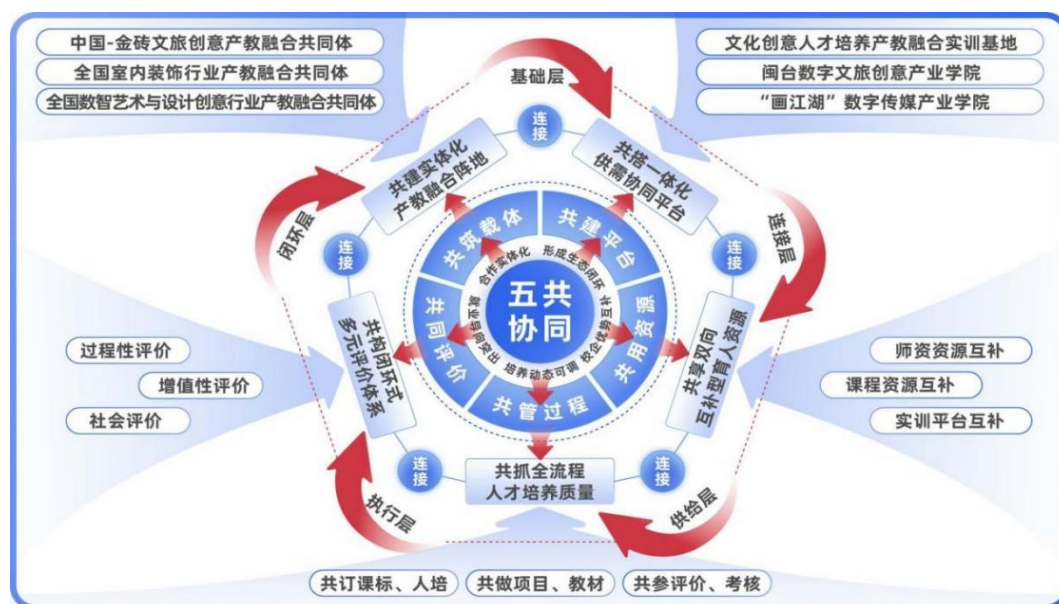 中国-金砖文旅创意产教融合共同体
全国室内装饰行业产教融合共同体
全国数智艺术与设计创意行业产教融合共同体
文化创意人才培养产教融合实训基地
闽台数字文旅创意产业学院
“画江湖”数字传媒产业学院
基础层
连接
共建实体化
产教融合阵地
共搭一体化
供需协同平台
闭环层
连接层
连接
连接
共筑载体
共建平台
合作实体化
形成生态闭环
五共
协同
共同评价
共用资源
就业导向突出
校企优势互补
培养动态可调
共管过程
共构闭环式
多元评价体系
共享双向
互补型育人资源
过程性评价
增值性评价
社会评价
师资资源互补
课程资源互补
实训平台互补
连接
连接
共抓全流程
人才培养质量
执行层
供给层
共订课标、人培
共做项目、教材
共参评价、考核